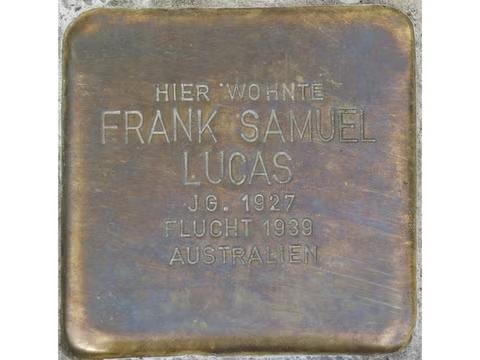 HIER WOHNTE
FRANK SAMUEL
LUCAS
JG. 1927
FLUCHT 1939
AUSTRALIEN